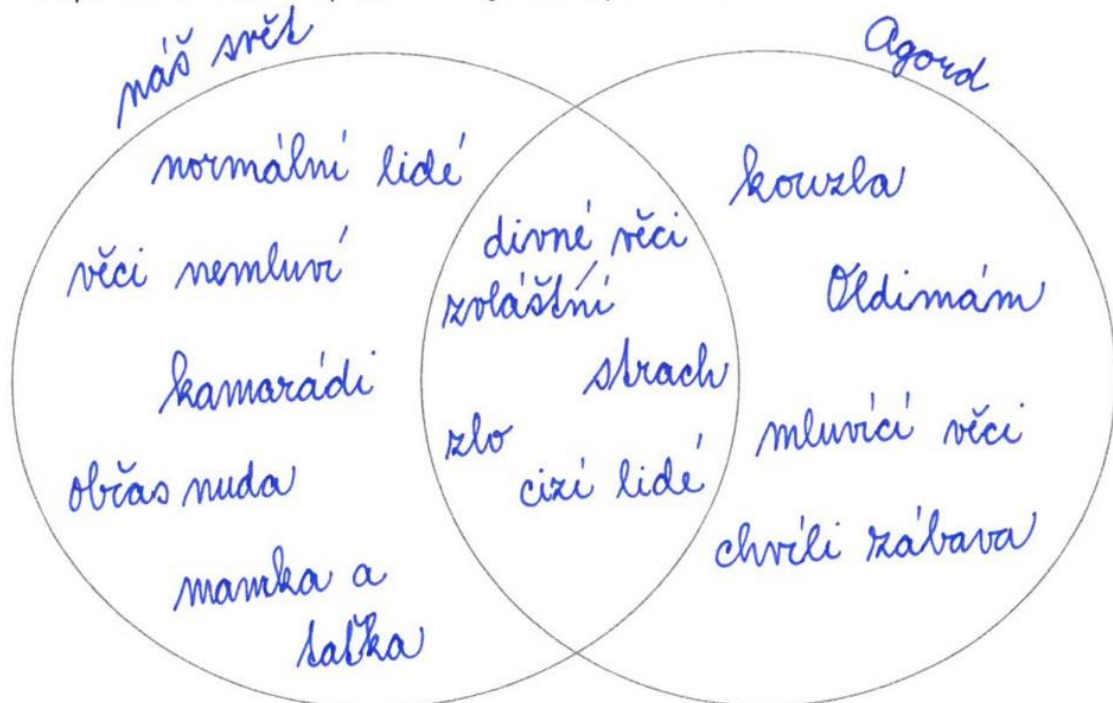 náš svět
Agord
normální lidé
věci nemluví
kamarádi
občas nuda
mamka a
taťka
divné věci
zvláštní
strach
zlo
cizí lidé
kouzla
Oldimám
mluvící věci
chvíli zábava